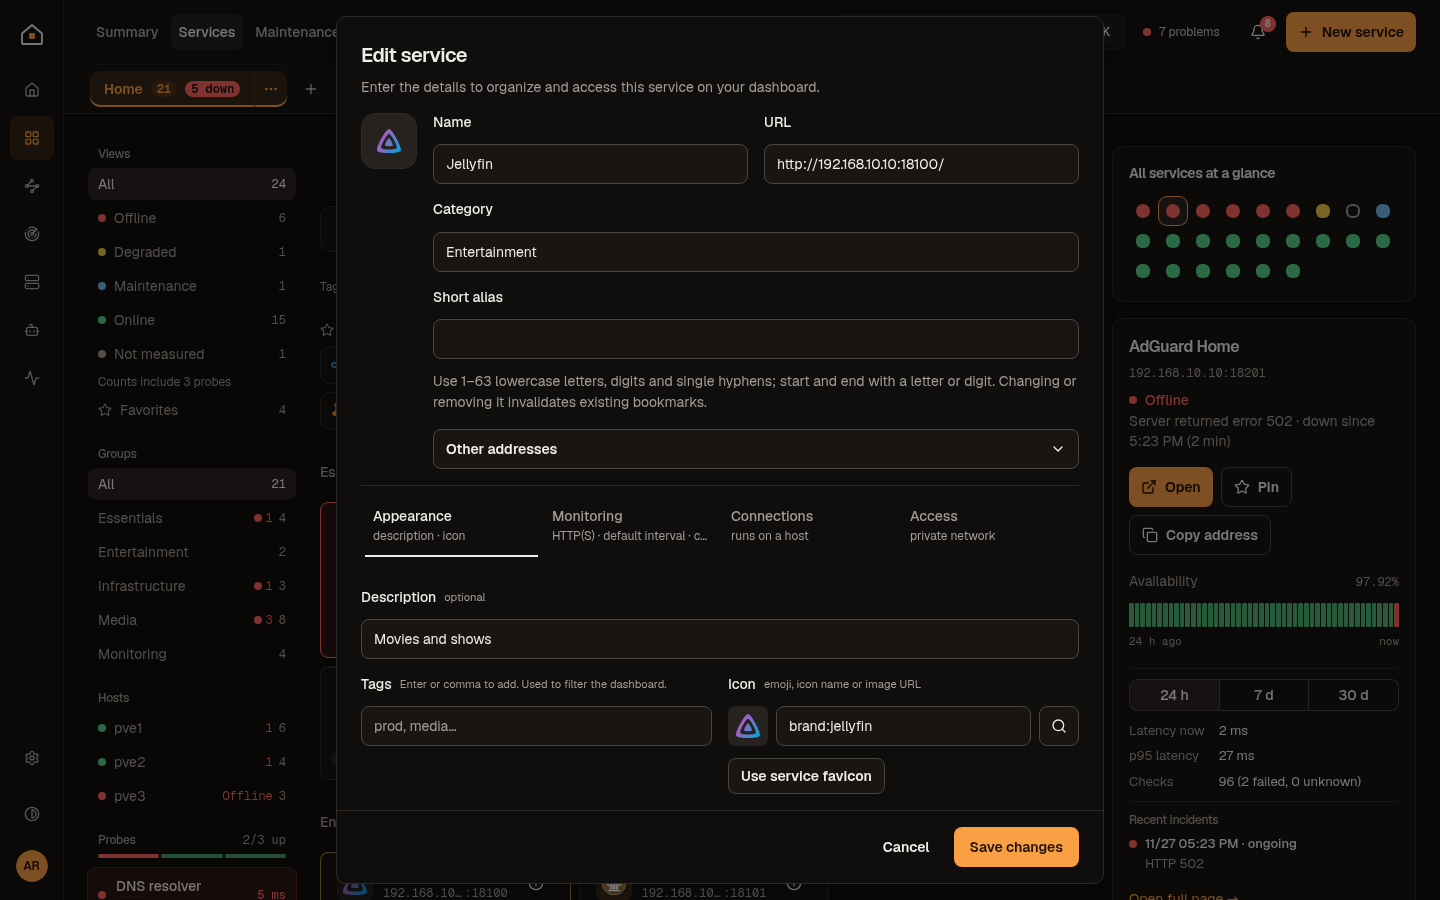 Summary
Services
Maintenance
K
7 problems
8
New service
Home 21 5 down
Views
All 24
Offline 6
Degraded 1
Maintenance 1
Online 15
Not measured 1
Counts include 3 probes
Favorites 4
Groups
All 21
Essentials 1 4
Entertainment 2
Infrastructure 1 3
Media 3 8
Monitoring 4
Hosts
pve1 1 6
pve2 1 4
pve3 Offline 3
Probes 2/3 up
DNS resolver
5 ms
AR
Edit service
Enter the details to organize and access this service on your dashboard.
Name
Jellyfin
URL
http://192.168.10.10:18100/
Category
Entertainment
Short alias
Use 1–63 lowercase letters, digits and single hyphens; start and end with a letter or digit. Changing or
removing it invalidates existing bookmarks.
Other addresses
Appearance
description · icon
Monitoring
HTTP(S) · default interval · c…
Connections
runs on a host
Access
private network
Description optional
Movies and shows
Tags Enter or comma to add. Used to filter the dashboard.
prod, media…
Icon emoji, icon name or image URL
brand:jellyfin
Use service favicon
Cancel
Save changes
192.168.10… :18100
192.168.10… :18101
All services at a glance
AdGuard Home
192.168.10.10:18201
Offline
Server returned error 502 · down since
5:23 PM (2 min)
Open
Pin
Copy address
Availability 97.92%
24 h ago now
24 h
7 d
30 d
Latency now 2 ms
p95 latency 27 ms
Checks 96 (2 failed, 0 unknown)
Recent incidents
11/27 05:23 PM · ongoing
HTTP 502
Open full page →